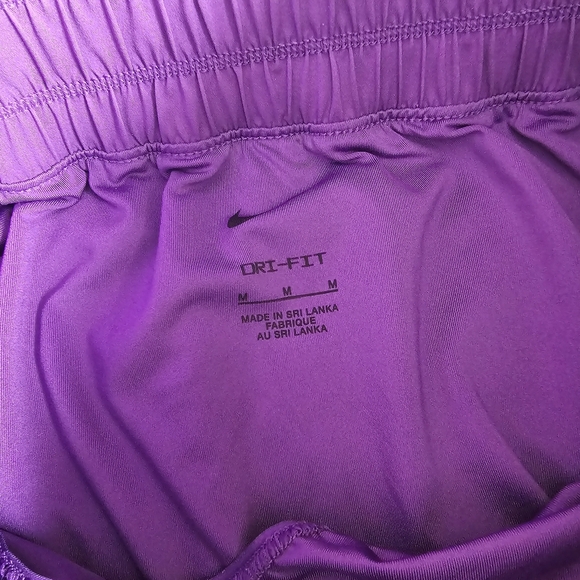 DRI-FIT
M M M
MADE IN SRI LANKA
FABRIQUE
AU SRI LANKA